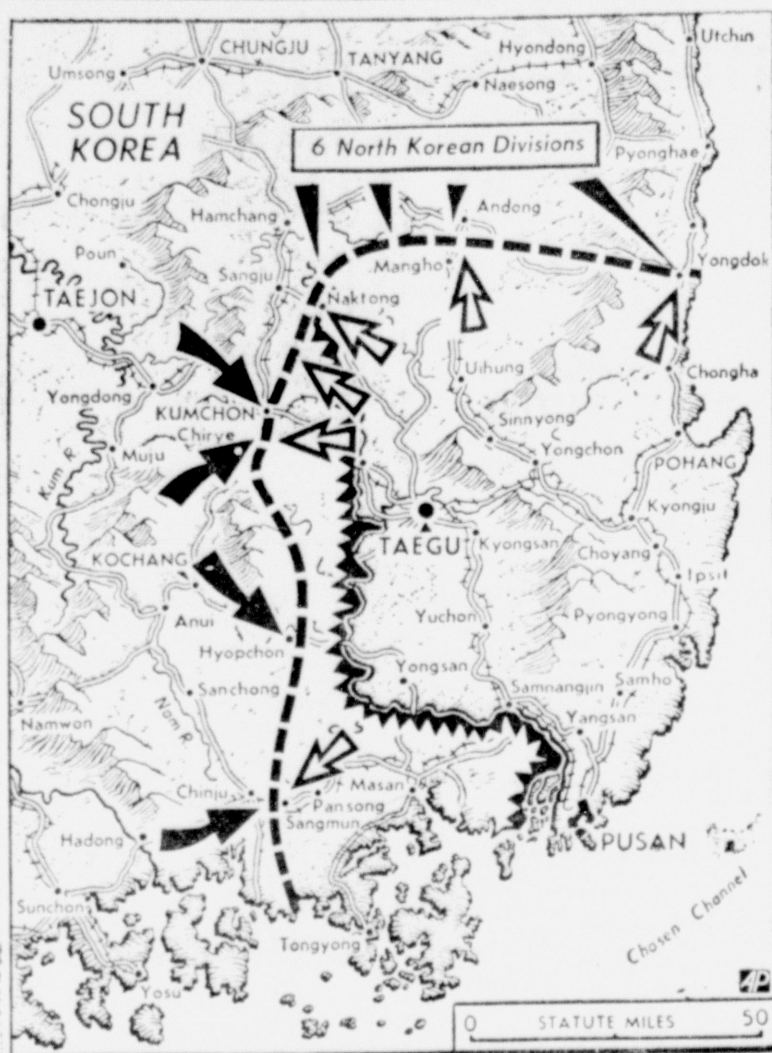 Utchin
Hyondong
CHUNGJU
TANYANG
Umsong
Naesong
SOUTH
KOREA
6 North Korean Divisions
Pyonghae
Chongju
Hamchang
Andong
Poun
Mangho
Yongdok
Sangju
TAEJON
Naktong
Uihung
Chongha
Yongdong
KUMCHON
Chirye
Sinnyong
Yongchon
Muju
Kum R.
POHANG
Kyongju
TAEGU
Kyongsan
Choyang
KOCHANG
Ipsil
Anui
Yuchon
Pyongyong
Hyopchon
Yongsan
Sanchong
Samnangjin
Samho
Nam R.
Namwon
Yangsan
Chinju
Masan
Pansong
Sangmun
Hadong
PUSAN
Sunchon
Chosen Channel
Tongyong
Yosu
AP
0 STATUTE MILES 50